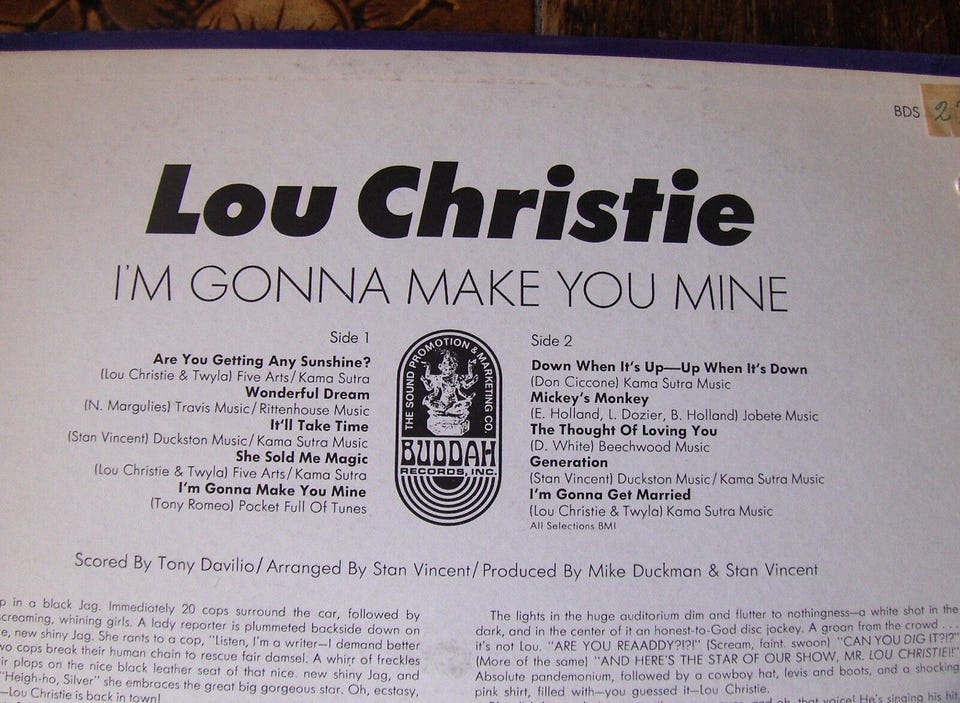 BDS 2
Lou Christie
I'M GONNA MAKE YOU MINE
Side 1
Are You Getting Any Sunshine?
(Lou Christie & Twyla) Five Arts/Kama Sutra
Wonderful Dream
(N. Margulies) Travis Music/Rittenhouse Music
It'll Take Time
(Stan Vincent) Duckston Music/Kama Sutra Music
She Sold Me Magic
(Lou Christie & Twyla) Five Arts/Kama Sutra
I'm Gonna Make You Mine
(Tony Romeo) Pocket Full Of Tunes
THE SOUND PROMOTION & MARKETING CO.
BUDDAH
RECORDS, INC.
Side 2
Down When It's Up—Up When It's Down
(Don Ciccone) Kama Sutra Music
Mickey's Monkey
(E. Holland, L. Dozier, B. Holland) Jobete Music
The Thought Of Loving You
(D. White) Beechwood Music
Generation
(Stan Vincent) Duckston Music/Kama Sutra Music
I'm Gonna Get Married
(Lou Christie & Twyla) Kama Sutra Music
All Selections BMI
Scored By Tony Davilio/Arranged By Stan Vincent/Produced By Mike Duckman & Stan Vincent
p in a black Jag. Immediately 20 cops surround the car, followed by
creaming, whining girls. A lady reporter is plummeted backside down on
e, new shiny Jag. She rants to a cop, "Listen, I'm a writer—I demand better
wo cops break their human chain to rescue fair damsel. A whirr of freckles
ir plops on the nice black leather seat of that nice. new shiny Jag, and
"Heigh-ho, Silver" she embraces the great big gorgeous star. Oh, ecstasy,
—Lou Christie is back in town!
The lights in the huge auditorium dim and flutter to nothingness—a white shot in the
dark, and in the center of it an honest-to-God disc jockey. A groan from the crowd . . .
it's not Lou. "ARE YOU REAADDY?!?!" (Scream, faint. swoon) "CAN YOU DIG IT?!?"
(More of the same) "AND HERE'S THE STAR OF OUR SHOW, MR. LOU CHRISTIE!!"
Absolute pandemonium, followed by a cowboy hat, levis and boots, and a shocking
pink shirt, filled with—you guessed it—Lou Christie.
and oh, that voice! He's singing his hit,